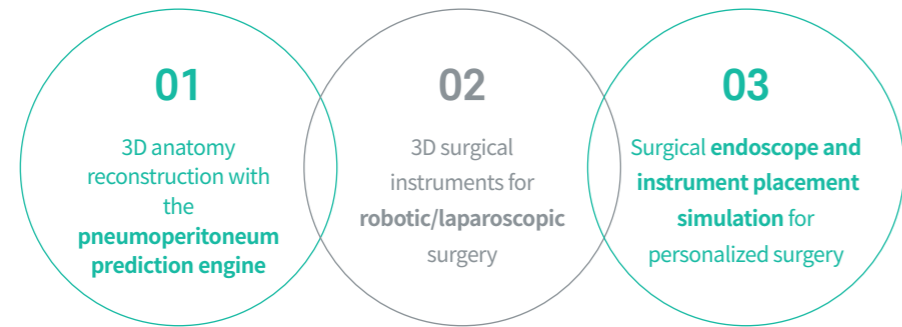 01
3D anatomy
reconstruction with
the
pneumoperitoneum
prediction engine
02
3D surgical
instruments for
robotic/laparoscopic
surgery
03
Surgical endoscope and
instrument placement
simulation for
personalized surgery